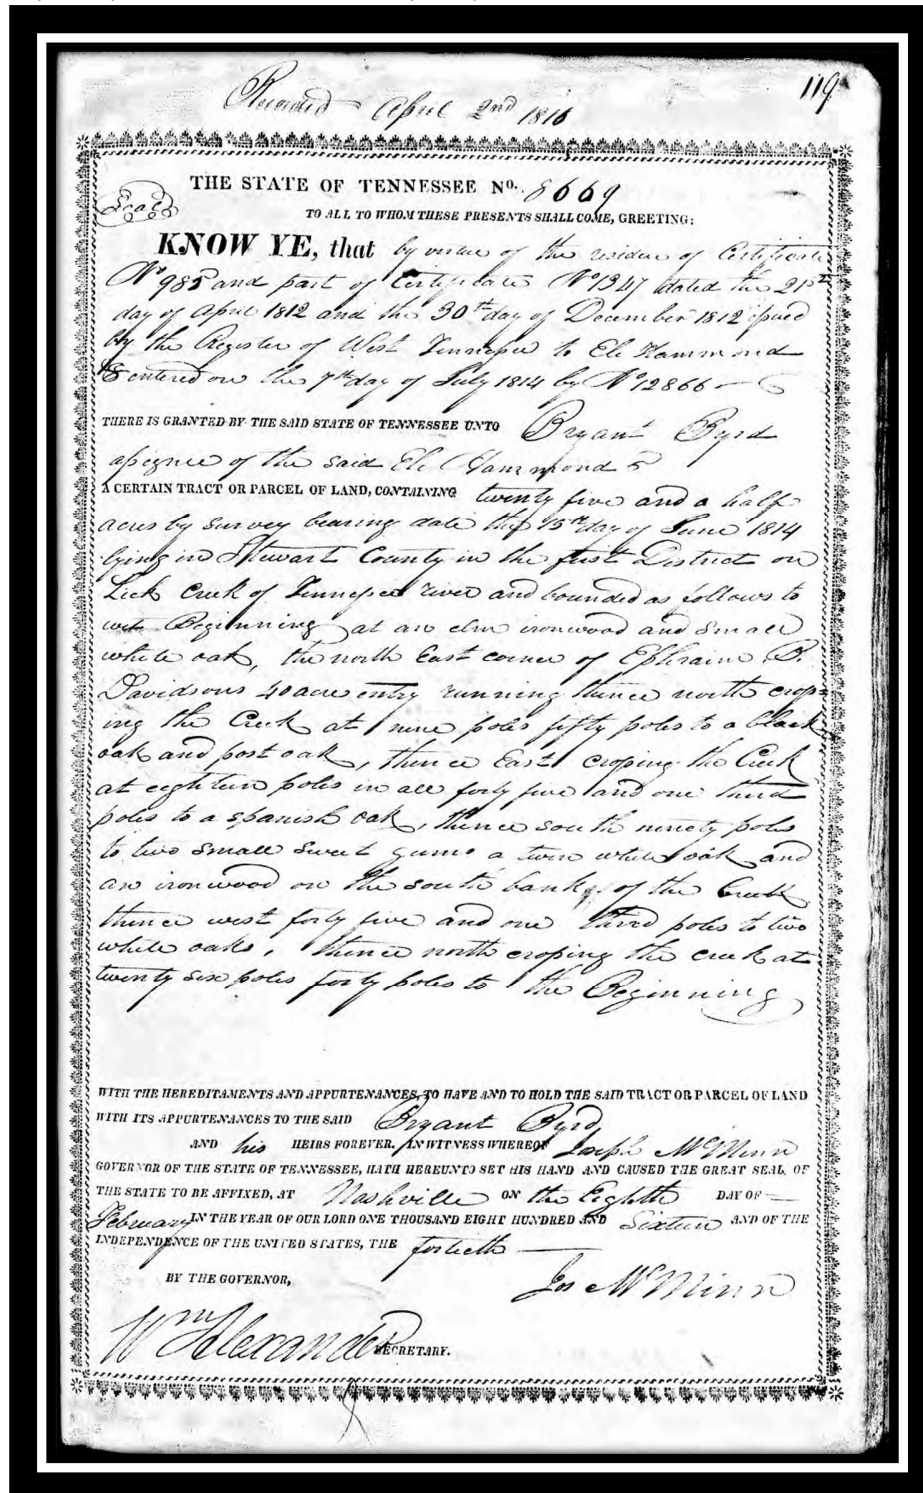 119
Recorded April 2nd 1816
THE STATE OF TENNESSEE No. 8669
Seal
TO ALL TO WHOM THESE PRESENTS SHALL COME, GREETING:
KNOW YE, that by virtue of the residue of Certificate
No 985 and part of Certificate No 1347 dated the 21st
day of April 1812 and the 30th day of December 1812 issued
by the Register of West Tennessee to Eli Hammond
& entered on the 7th day of July 1814 by No 12866
THERE IS GRANTED BY THE SAID STATE OF TENNESSEE UNTO Bryant Byrd
assignee of the said Eli Hammond
A CERTAIN TRACT OR PARCEL OF LAND, CONTAINING twenty five and a half
acres by survey bearing date the 15th day of June 1814
lying in Stewart County in the first District on
Lick Creek of Tennessee river and bounded as follows to
wit Beginning at an elm ironwood and small
white oak, the north East corner of Ephraim B.
Davidsons 40 acre entry running thence north cross=
ing the Creek at nine poles fifty poles to a black
oak and post oak, thence East crossing the Creek
at eighteen poles in all forty five and one third
poles to a spanish oak, thence south ninety poles
to two small sweet gums a twin white oak and
an ironwood on the south bank of the Creek
thence west forty five and one third poles to two
white oaks, thence north crossing the creek at
twenty six poles forty poles to the Beginning
WITH THE HEREDITAMENTS AND APPURTENANCES, TO HAVE AND TO HOLD THE SAID TRACT OR PARCEL OF LAND
WITH ITS APPURTENANCES TO THE SAID Bryant Byrd
AND his HEIRS FOREVER. IN WITNESS WHEREOF Joseph McMinn
GOVERNOR OF THE STATE OF TENNESSEE, HATH HEREUNTO SET HIS HAND AND CAUSED THE GREAT SEAL OF
THE STATE TO BE AFFIXED, AT Nashville ON the Eighth DAY OF
February IN THE YEAR OF OUR LORD ONE THOUSAND EIGHT HUNDRED AND Sixteen AND OF THE
INDEPENDENCE OF THE UNITED STATES, THE fortieth
BY THE GOVERNOR,
Jos McMinn
Wm Alexander SECRETARY.